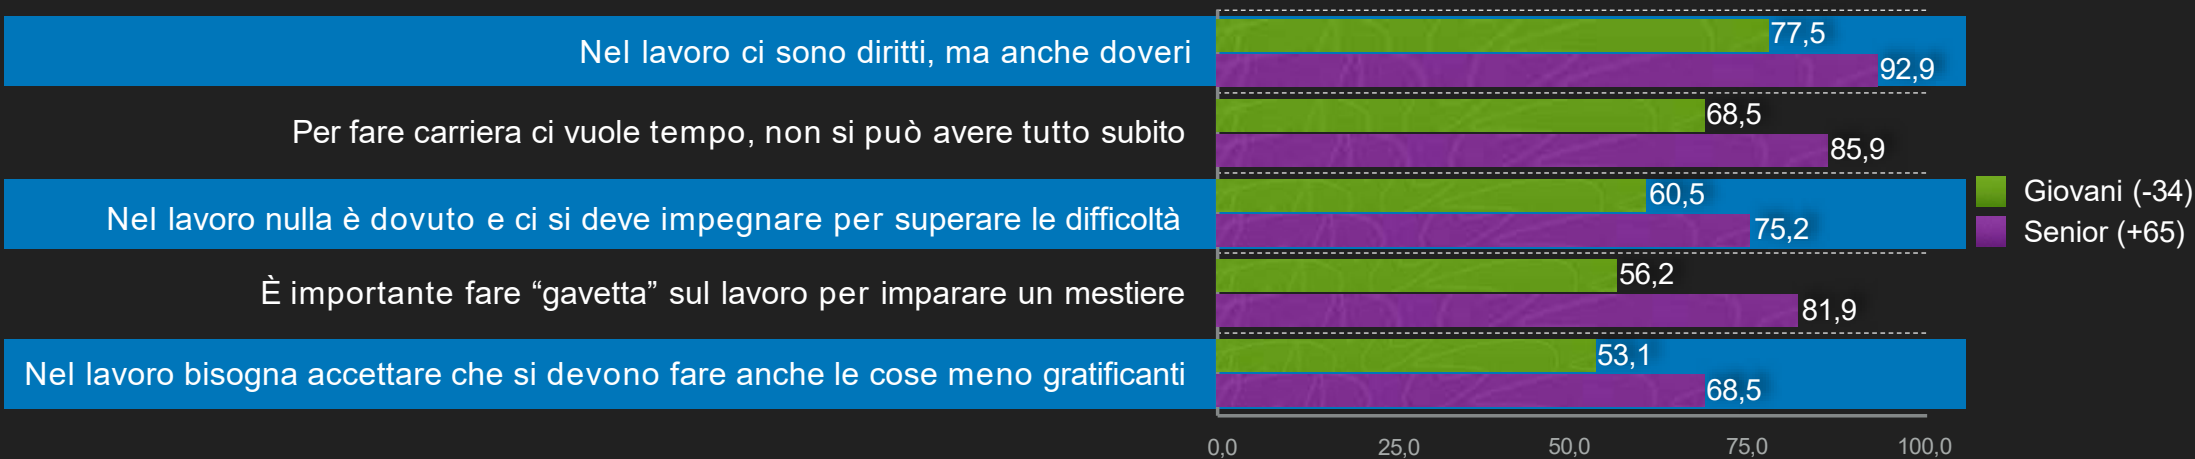 Nel lavoro ci sono diritti, ma anche doveri
77,5
92,9
Per fare carriera ci vuole tempo, non si può avere tutto subito
68,5
85,9
Nel lavoro nulla è dovuto e ci si deve impegnare per superare le difficoltà
60,5
75,2
È importante fare “gavetta” sul lavoro per imparare un mestiere
56,2
81,9
Nel lavoro bisogna accettare che si devono fare anche le cose meno gratificanti
53,1
68,5
Giovani (-34)
Senior (+65)
0,0 25,0 50,0 75,0 100,0